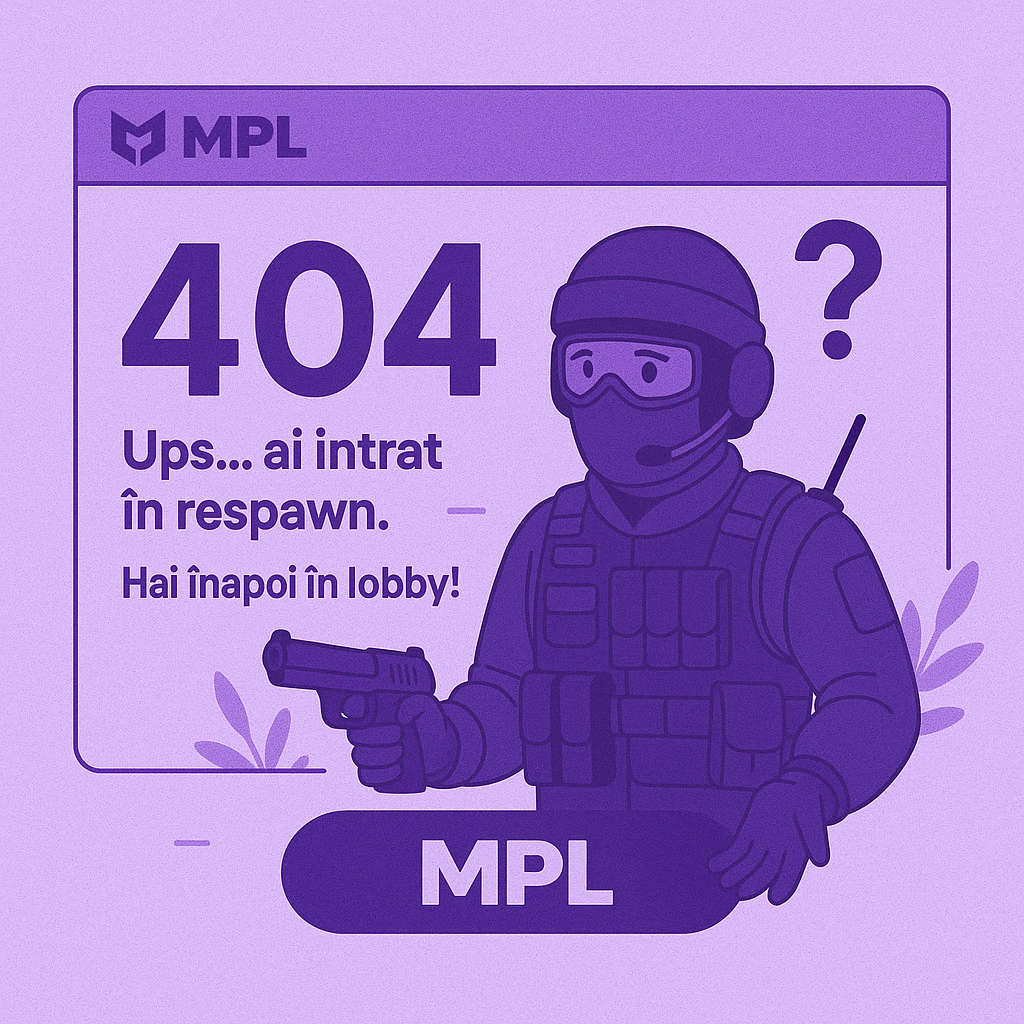 MPL
404
?
Ups... ai intrat
în respawn.
Hai înapoi în lobby!
MPL